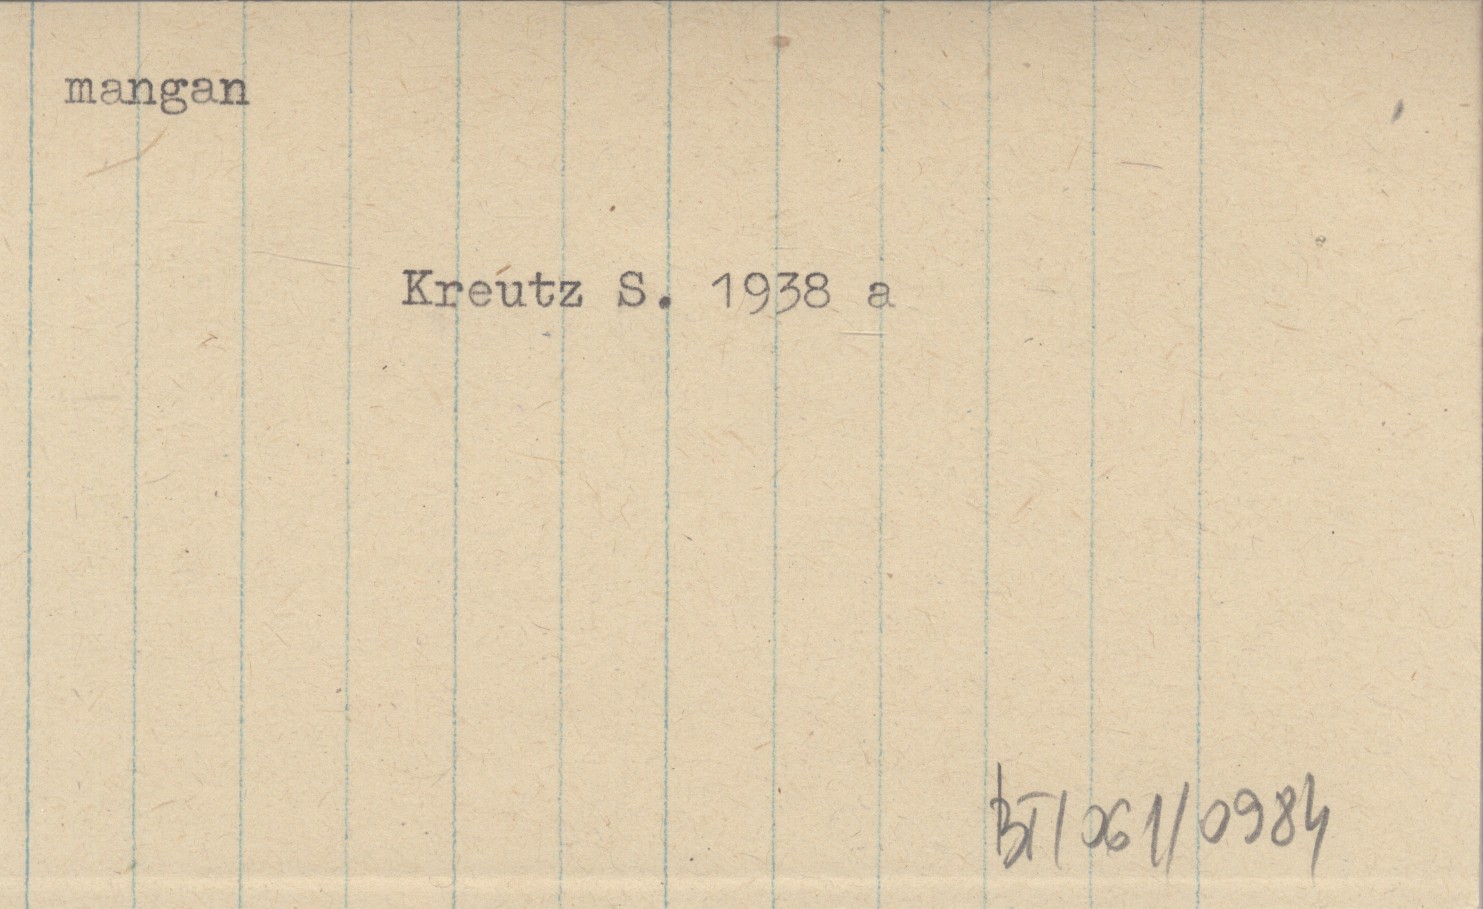 mangan
Kreutz S. 1938 a
BT/061/0984